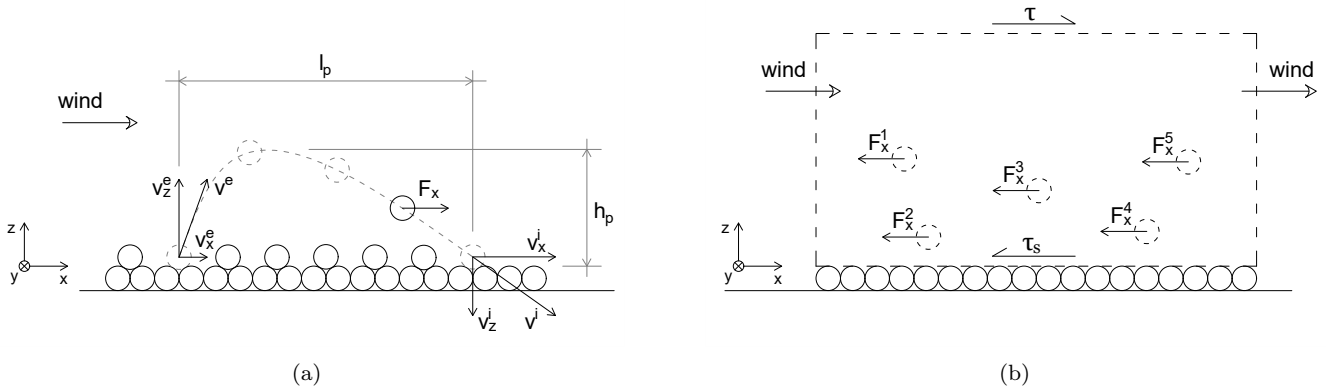 l_p
wind
v_z^e
v^e
F_x
h_p
v_x^e
v_x^i
z
y
x
v_z^i
v^i
(a)
τ
wind
wind
F_x^1
F_x^5
F_x^3
F_x^2
F_x^4
τ_s
z
y
x
(b)